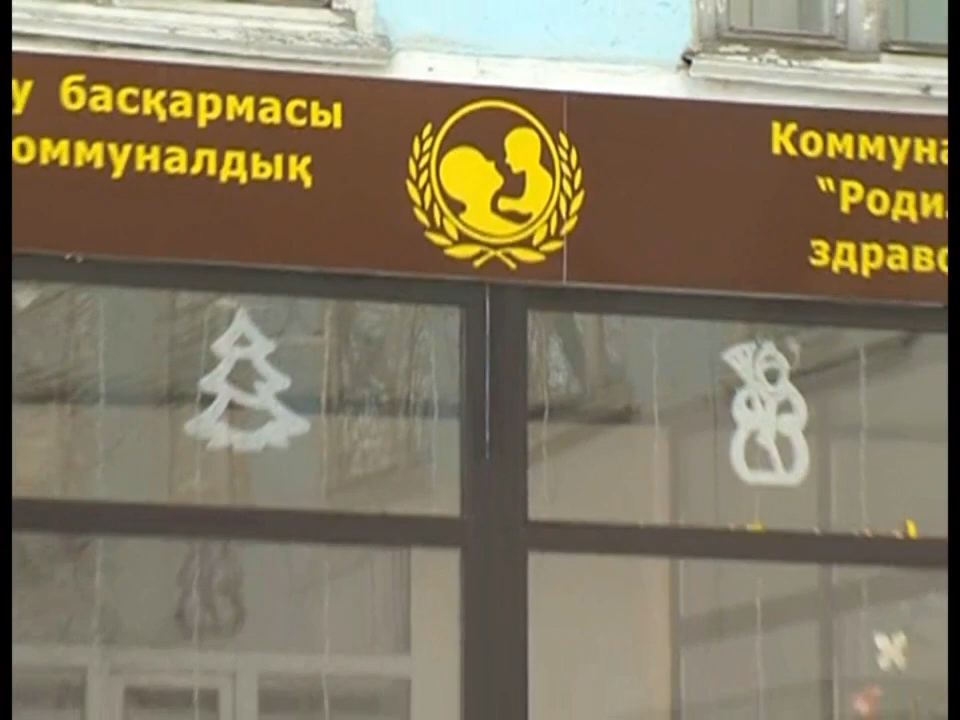 у басқармасы
оммуналдық
Коммуна
"Роди
здраво